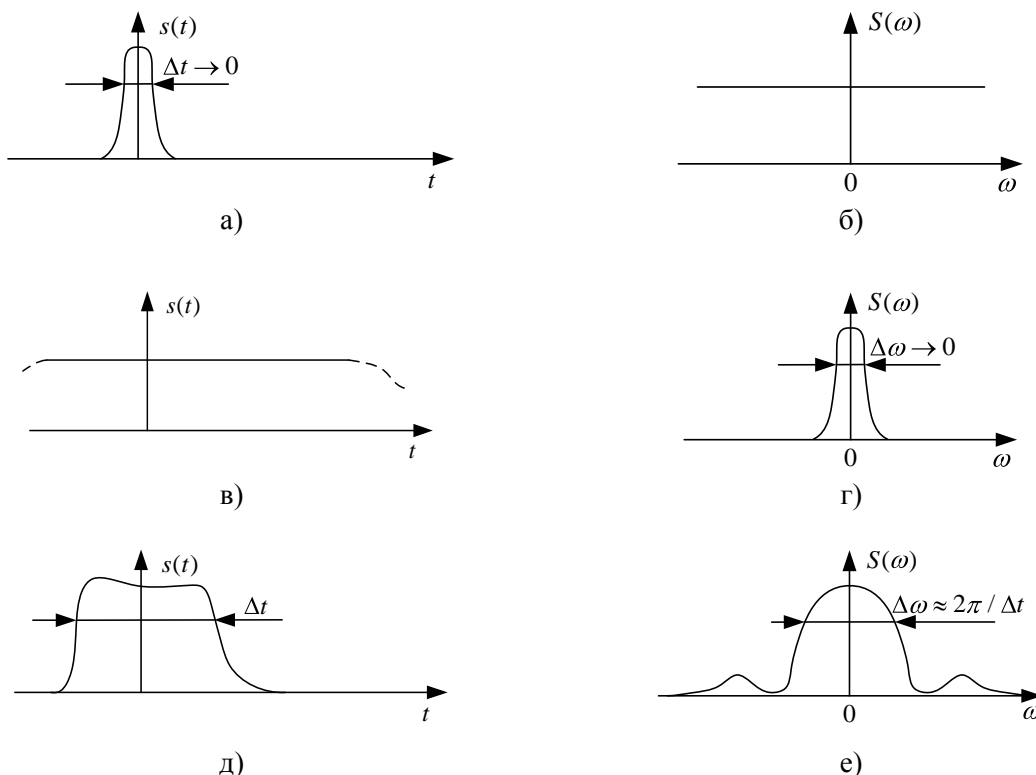 s(t)
Δt → 0
t
а)
S(ω)
0
ω
б)
s(t)
t
в)
S(ω)
Δω → 0
0
ω
г)
s(t)
Δt
t
д)
S(ω)
Δω ≈ 2π / Δt
0
ω
е)